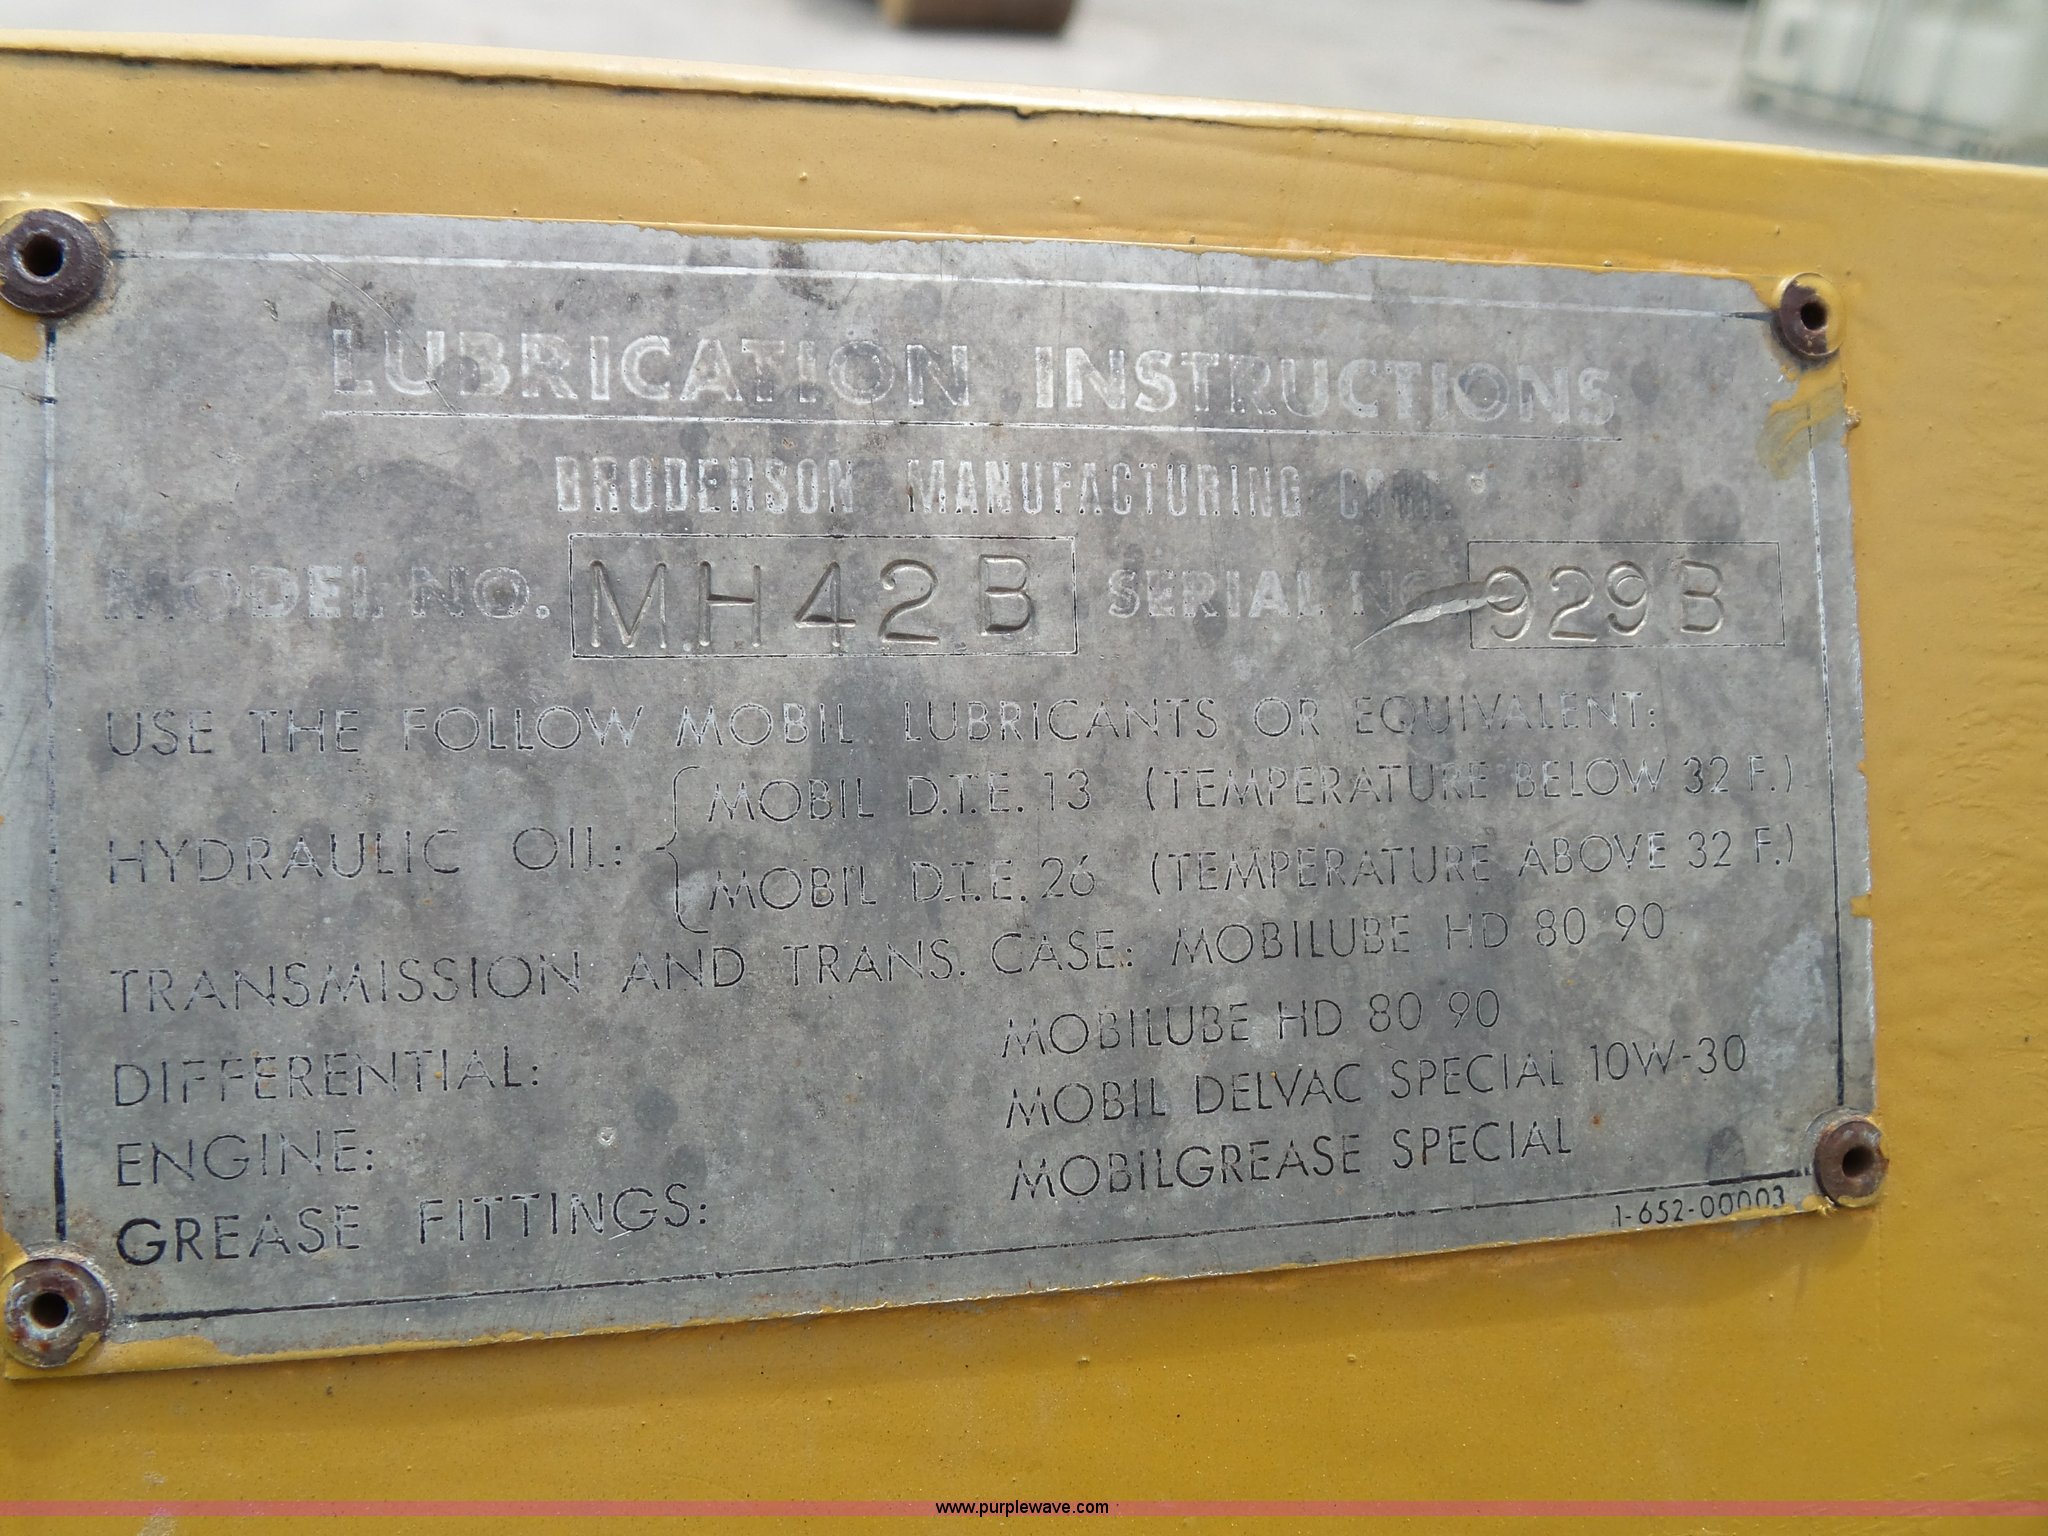 LUBRICATION INSTRUCTIONS
BRODERSON MANUFACTURING CORP.
MODEL NO. MH42B SERIAL NO. 929B
USE THE FOLLOW MOBIL LUBRICANTS OR EQUIVALENT:
HYDRAULIC OIL: MOBIL D.T.E. 13 (TEMPERATURE BELOW 32 F.)
MOBIL D.T.E. 26 (TEMPERATURE ABOVE 32 F.)
TRANSMISSION AND TRANS. CASE: MOBILUBE HD 80 90
DIFFERENTIAL: MOBILUBE HD 80 90
ENGINE: MOBIL DELVAC SPECIAL 10W-30
GREASE FITTINGS: MOBILGREASE SPECIAL
1-652-00003
www.purplewave.com